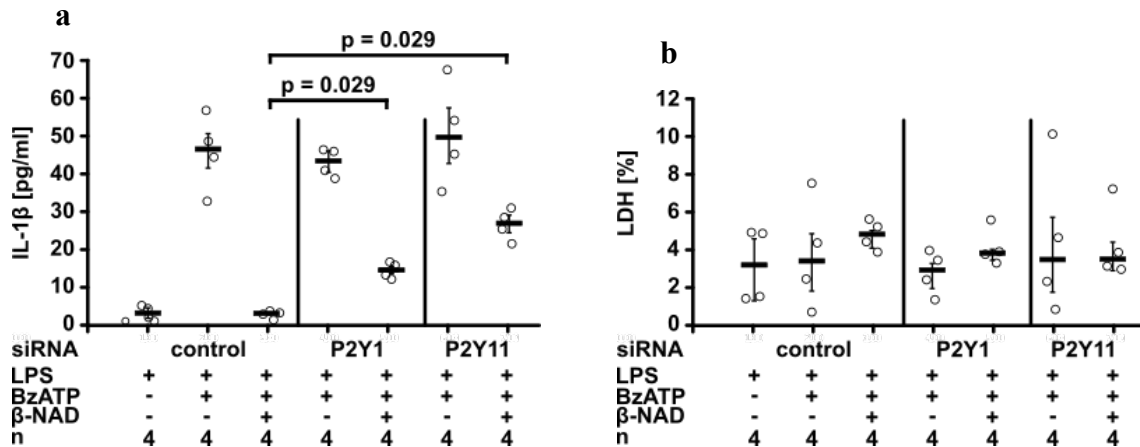 a
p = 0.029
p = 0.029
IL-1β [pg/ml]
70
60
50
40
30
20
10
0
siRNA control P2Y1 P2Y11
LPS + + + + + + +
BzATP - + + + + + +
β-NAD - - + - + - +
n 4 4 4 4 4 4 4
b
LDH [%]
12
10
8
6
4
2
0
siRNA control P2Y1 P2Y11
LPS + + + + + + +
BzATP - + + + + + +
β-NAD - - + - + - +
n 4 4 4 4 4 4 4